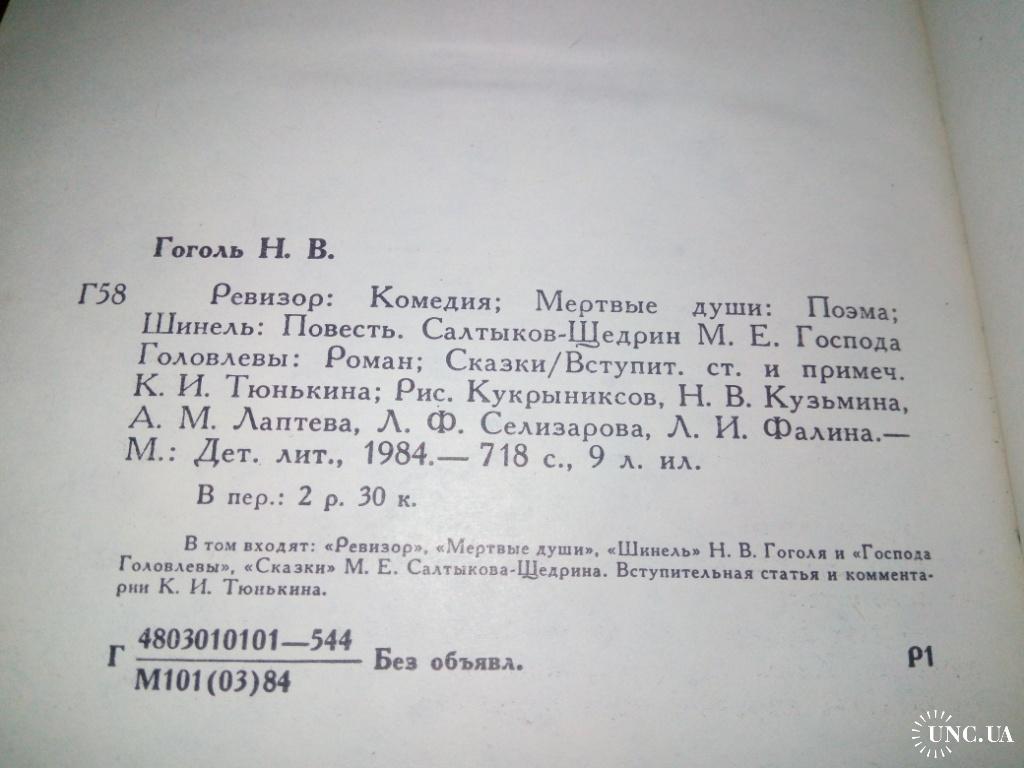 Гоголь Н. В.
Г58 Ревизор: Комедия; Мертвые души: Поэма;
Шинель: Повесть. Салтыков-Щедрин М. Е. Господа
Головлевы: Роман; Сказки/Вступит. ст. и примеч.
К. И. Тюнькина; Рис. Кукрыниксов, Н. В. Кузьмина,
А. М. Лаптева, Л. Ф. Селизарова, Л. И. Фалина.—
М.: Дет. лит., 1984.— 718 с., 9 л. ил.
В пер.: 2 р. 30 к.
В том входят: «Ревизор», «Мертвые души», «Шинель» Н. В. Гоголя и «Господа
Головлевы», «Сказки» М. Е. Салтыкова-Щедрина. Вступительная статья и коммента-
рии К. И. Тюнькина.
Г 4803010101—544
М101(03)84
Без объявл.
Р1
UNC.UA